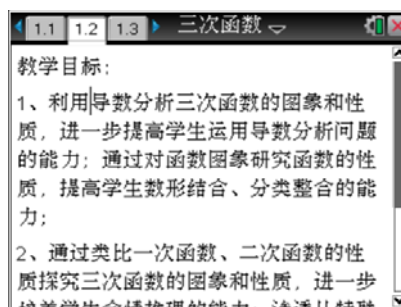 1.1 1.2 1.3 三次函数
教学目标：
1、利用导数分析三次函数的图象和性
质，进一步提高学生运用导数分析问题
的能力；通过对函数图象研究函数的性
质，提高学生数形结合、分类整合的能
力；
2、通过类比一次函数、二次函数的性
质探究三次函数的图象和性质，进一步